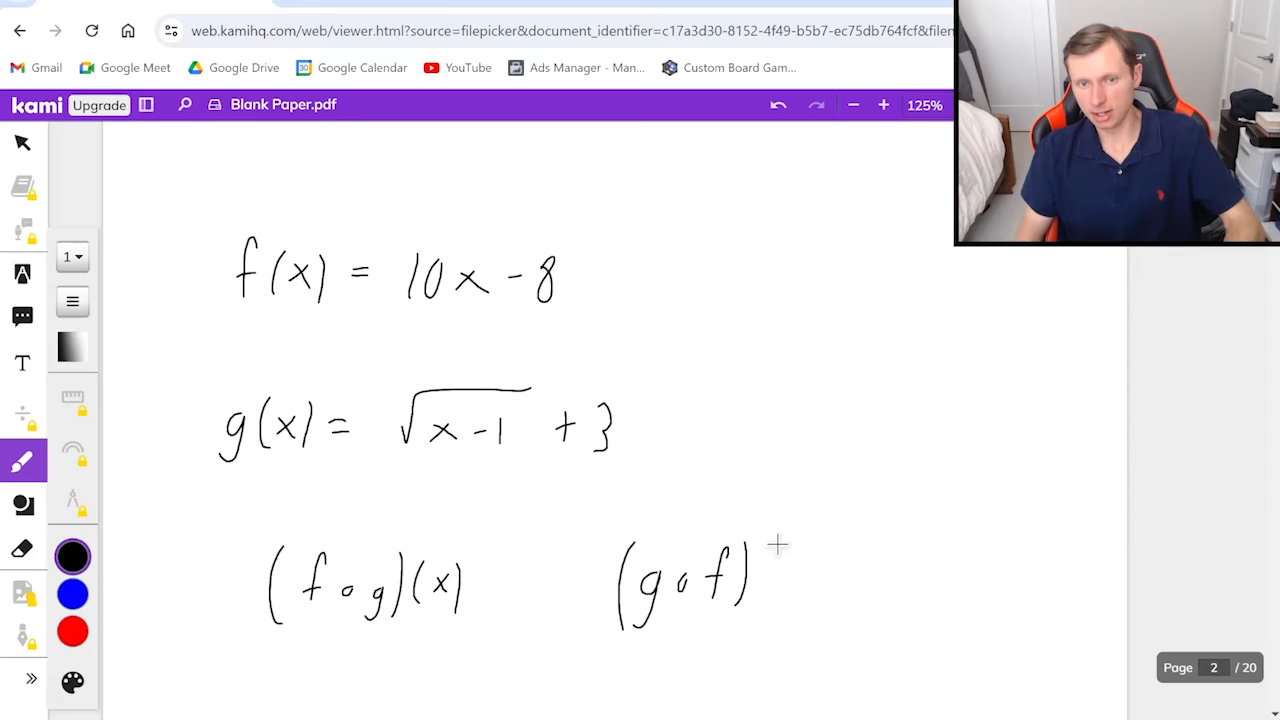 web.kamihq.com/web/viewer.html?source=filepicker&document_identifier=c17a3d30-8152-4f49-b5b7-ec75db764fcf&filen
Gmail Google Meet Google Drive 30 Google Calendar YouTube Ads Manager - Man... Custom Board Gam...
kami Upgrade Blank Paper.pdf 125%
1
f(x) = 10x - 8
g(x) = √(x - 1) + 3
(f ∘ g)(x) (g ∘ f)
Page 2 / 20